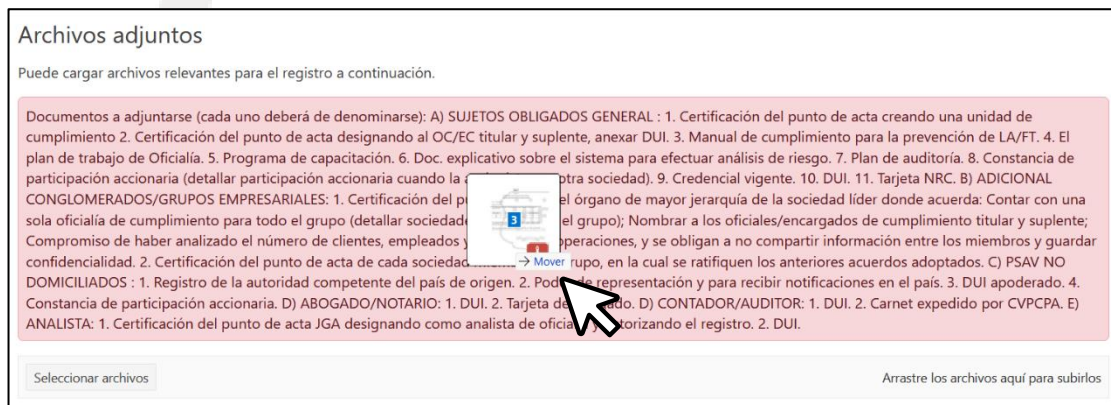 Archivos adjuntos
Puede cargar archivos relevantes para el registro a continuación.
Documentos a adjuntarse (cada uno deberá de denominarse): A) SUJETOS OBLIGADOS GENERAL : 1. Certificación del punto de acta creando una unidad de
cumplimiento 2. Certificación del punto de acta designando al OC/EC titular y suplente, anexar DUI. 3. Manual de cumplimiento para la prevención de LA/FT. 4. El
plan de trabajo de Oficialía. 5. Programa de capacitación. 6. Doc. explicativo sobre el sistema para efectuar análisis de riesgo. 7. Plan de auditoría. 8. Constancia de
participación accionaria (detallar participación accionaria cuando la otra sociedad). 9. Credencial vigente. 10. DUI. 11. Tarjeta NRC. B) ADICIONAL
CONGLOMERADOS/GRUPOS EMPRESARIALES: 1. Certificación del el órgano de mayor jerarquía de la sociedad líder donde acuerda: Contar con una
sola oficialía de cumplimiento para todo el grupo (detallar el grupo); Nombrar a los oficiales/encargados de cumplimiento titular y suplente;
3
Compromiso de haber analizado el número de clientes, empleados y operaciones, y se obligan a no compartir información entre los miembros y guardar
confidencialidad. 2. Certificación del punto de acta de cada sociedad en la cual se ratifiquen los anteriores acuerdos adoptados. C) PSAV NO
→ Mover
DOMICILIADOS : 1. Registro de la autoridad competente del país de origen. 2. de representación y para recibir notificaciones en el país. 3. DUI apoderado. 4.
Constancia de participación accionaria. D) ABOGADO/NOTARIO: 1. DUI. 2. Tarjeta de D) CONTADOR/AUDITOR: 1. DUI. 2. Carnet expedido por CVPCPA. E)
ANALISTA: 1. Certificación del punto de acta JGA designando como analista de el registro. 2. DUI.
Seleccionar archivos
Arrastre los archivos aquí para subirlos